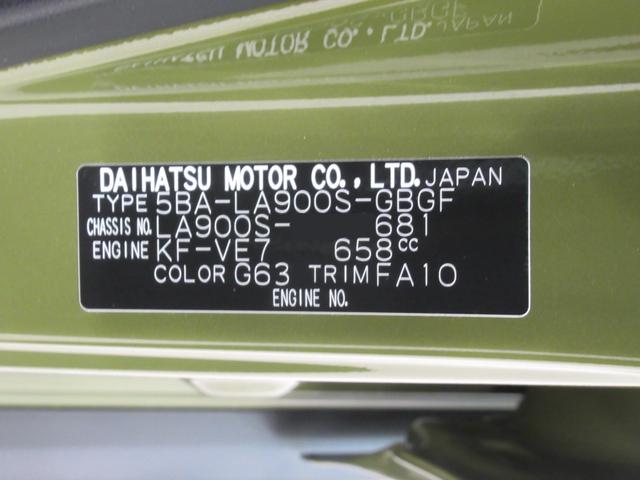 DAIHATSU MOTOR CO., LTD. JAPAN
TYPE 5BA-LA900S-GBGF
CHASSIS NO. LA900S- 681
ENGINE KF-VE7 658cc
COLOR G63 TRIM FA10
ENGINE NO.